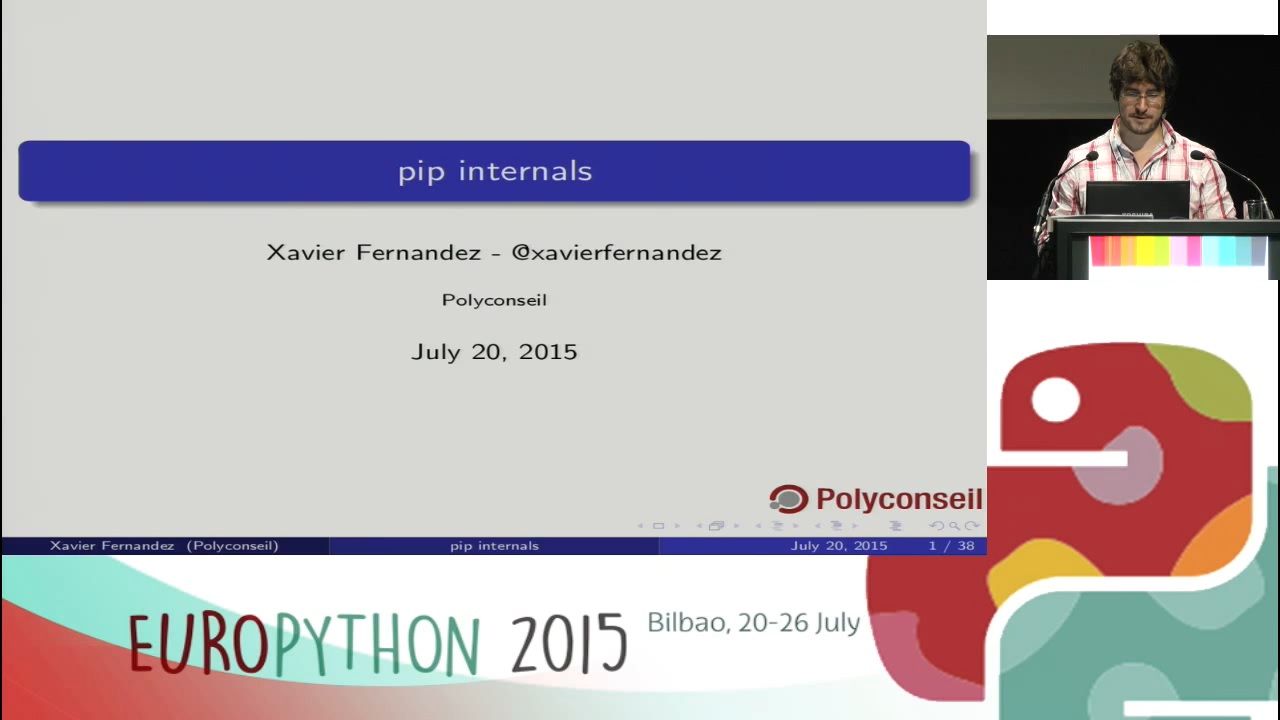 pip internals
Xavier Fernandez - @xavierfernandez
Polyconseil
July 20, 2015
Polyconseil
Xavier Fernandez (Polyconseil)
pip internals
July 20, 2015
1 / 38
EUROPYTHON 2015
Bilbao, 20-26 July